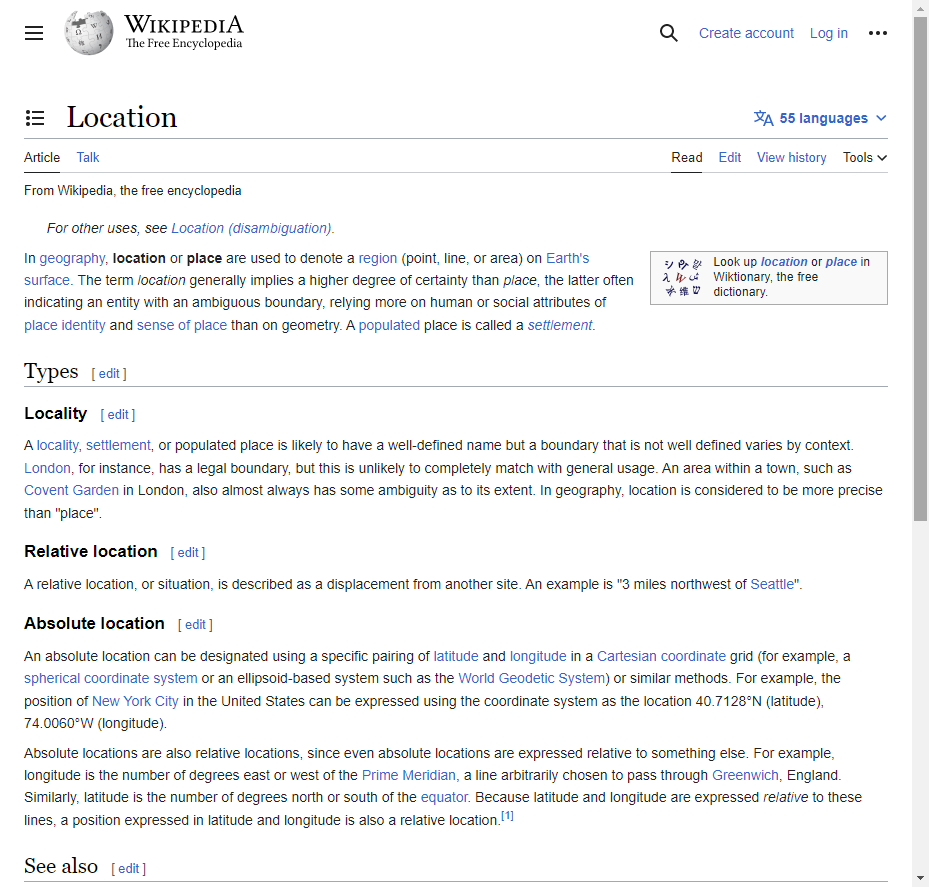 WIKIPEDIA
The Free Encyclopedia
Create account Log in
Location
55 languages
Article Talk Read Edit View history Tools
From Wikipedia, the free encyclopedia
For other uses, see Location (disambiguation).
In geography, location or place are used to denote a region (point, line, or area) on Earth's
surface. The term location generally implies a higher degree of certainty than place, the latter often
indicating an entity with an ambiguous boundary, relying more on human or social attributes of
place identity and sense of place than on geometry. A populated place is called a settlement.
Look up location or place in
Wiktionary, the free
dictionary.
Types [ edit ]
Locality [ edit ]
A locality, settlement, or populated place is likely to have a well-defined name but a boundary that is not well defined varies by context.
London, for instance, has a legal boundary, but this is unlikely to completely match with general usage. An area within a town, such as
Covent Garden in London, also almost always has some ambiguity as to its extent. In geography, location is considered to be more precise
than "place".
Relative location [ edit ]
A relative location, or situation, is described as a displacement from another site. An example is "3 miles northwest of Seattle".
Absolute location [ edit ]
An absolute location can be designated using a specific pairing of latitude and longitude in a Cartesian coordinate grid (for example, a
spherical coordinate system or an ellipsoid-based system such as the World Geodetic System) or similar methods. For example, the
position of New York City in the United States can be expressed using the coordinate system as the location 40.7128°N (latitude),
74.0060°W (longitude).
Absolute locations are also relative locations, since even absolute locations are expressed relative to something else. For example,
longitude is the number of degrees east or west of the Prime Meridian, a line arbitrarily chosen to pass through Greenwich, England.
Similarly, latitude is the number of degrees north or south of the equator. Because latitude and longitude are expressed relative to these
lines, a position expressed in latitude and longitude is also a relative location.[1]
See also [ edit ]